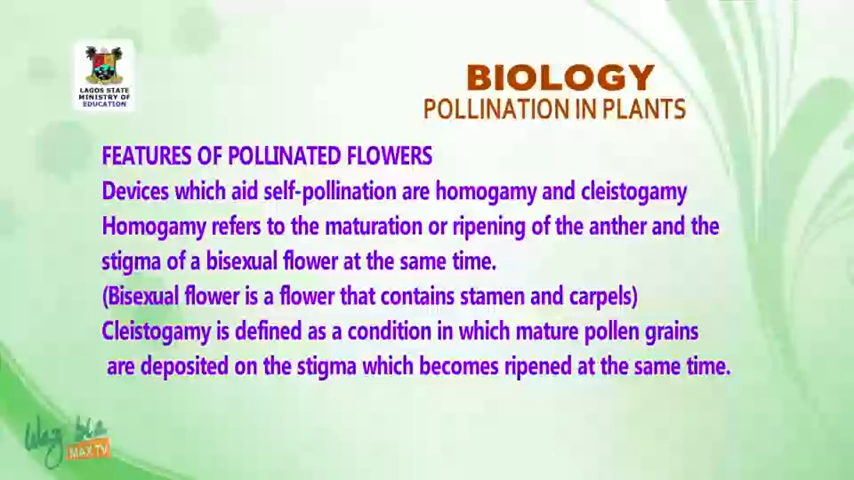 LAGOS STATE
MINISTRY OF
EDUCATION
BIOLOGY
POLLINATION IN PLANTS
FEATURES OF POLLINATED FLOWERS
Devices which aid self-pollination are homogamy and cleistogamy
Homogamy refers to the maturation or ripening of the anther and the
stigma of a bisexual flower at the same time.
(Bisexual flower is a flower that contains stamen and carpels)
Cleistogamy is defined as a condition in which mature pollen grains
are deposited on the stigma which becomes ripened at the same time.
MAX TV